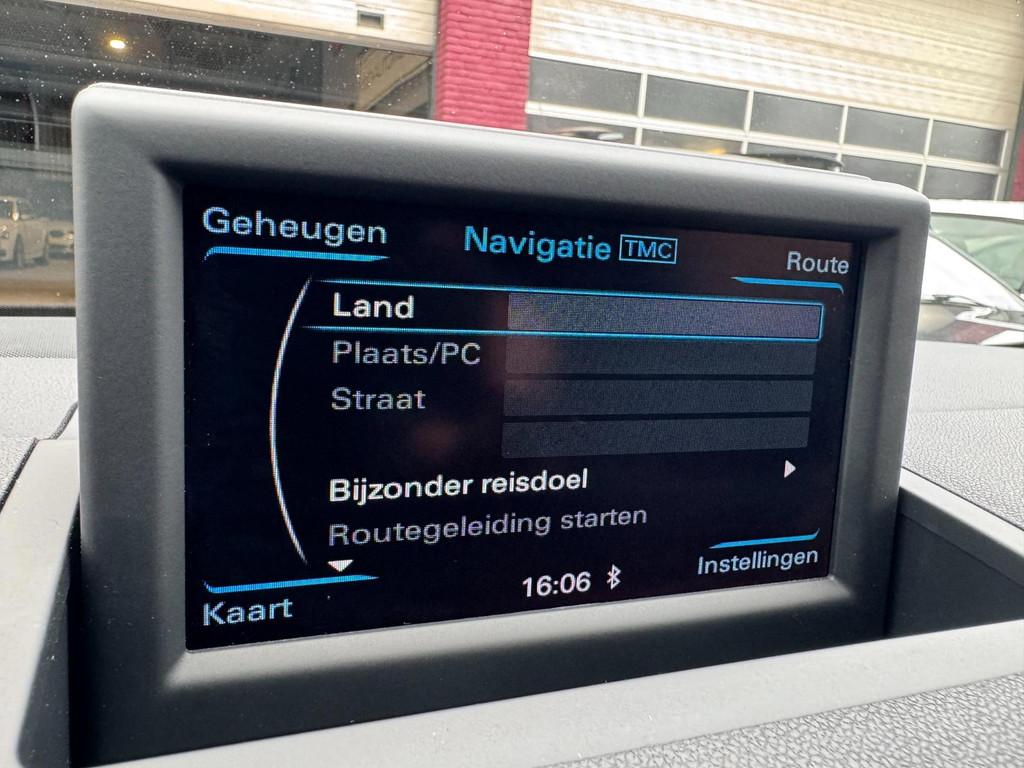 Geheugen
Navigatie TMC
Route
Land
Plaats/PC
Straat
Bijzonder reisdoel
Routegeleiding starten
Kaart
16:06
Instellingen